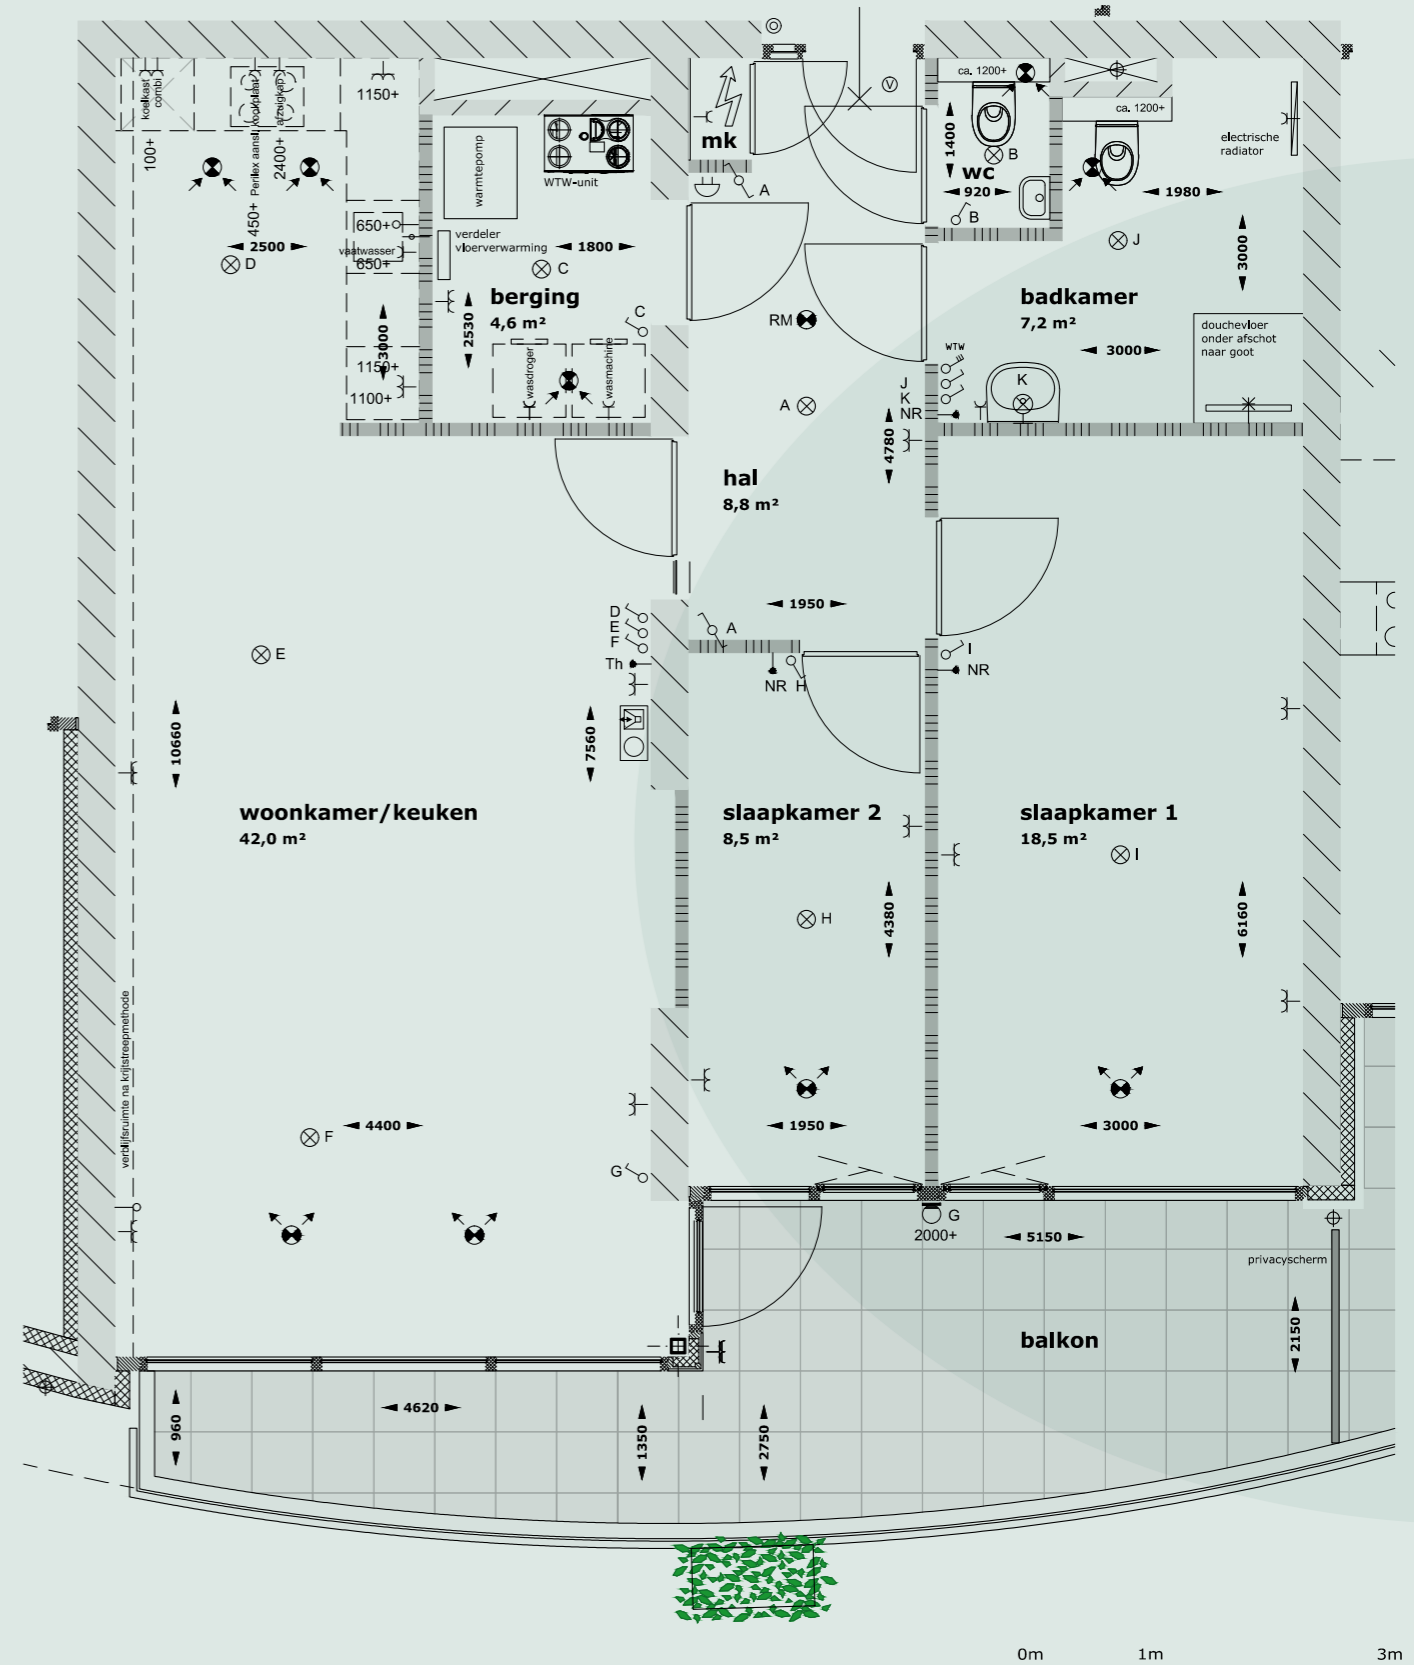 koelkast
combi
100+
Perilex aansl. kookplaat
450+
afzuigkap
2400+
1150+
650+
vaatwasser
650+
3000
1150+
1100+
2500
D
warmtepomp
WTW-unit
verdeler
vloerverwarming
1800
C
berging
4,6 m²
2530
C
wasdroger
wasmachine
mk
A
V
RM
A
ca. 1200+
1400
B
wc
920
B
ca. 1200+
electrische
radiator
1980
J
3000
badkamer
7,2 m²
douchevloer
onder afschot
naar goot
3000
WTW
J
K
NR
K
4780
hal
8,8 m²
1950
A
D
E
F
Th
NR
H
I
NR
E
10660
7560
woonkamer/keuken
42,0 m²
slaapkamer 2
8,5 m²
slaapkamer 1
18,5 m²
I
H
4380
6160
verblijfsruimte na krijtstreepmethode
F
4400
G
1950
3000
G
2000+
5150
privacyscherm
balkon
2150
960
4620
1350
2750
0m
1m
3m